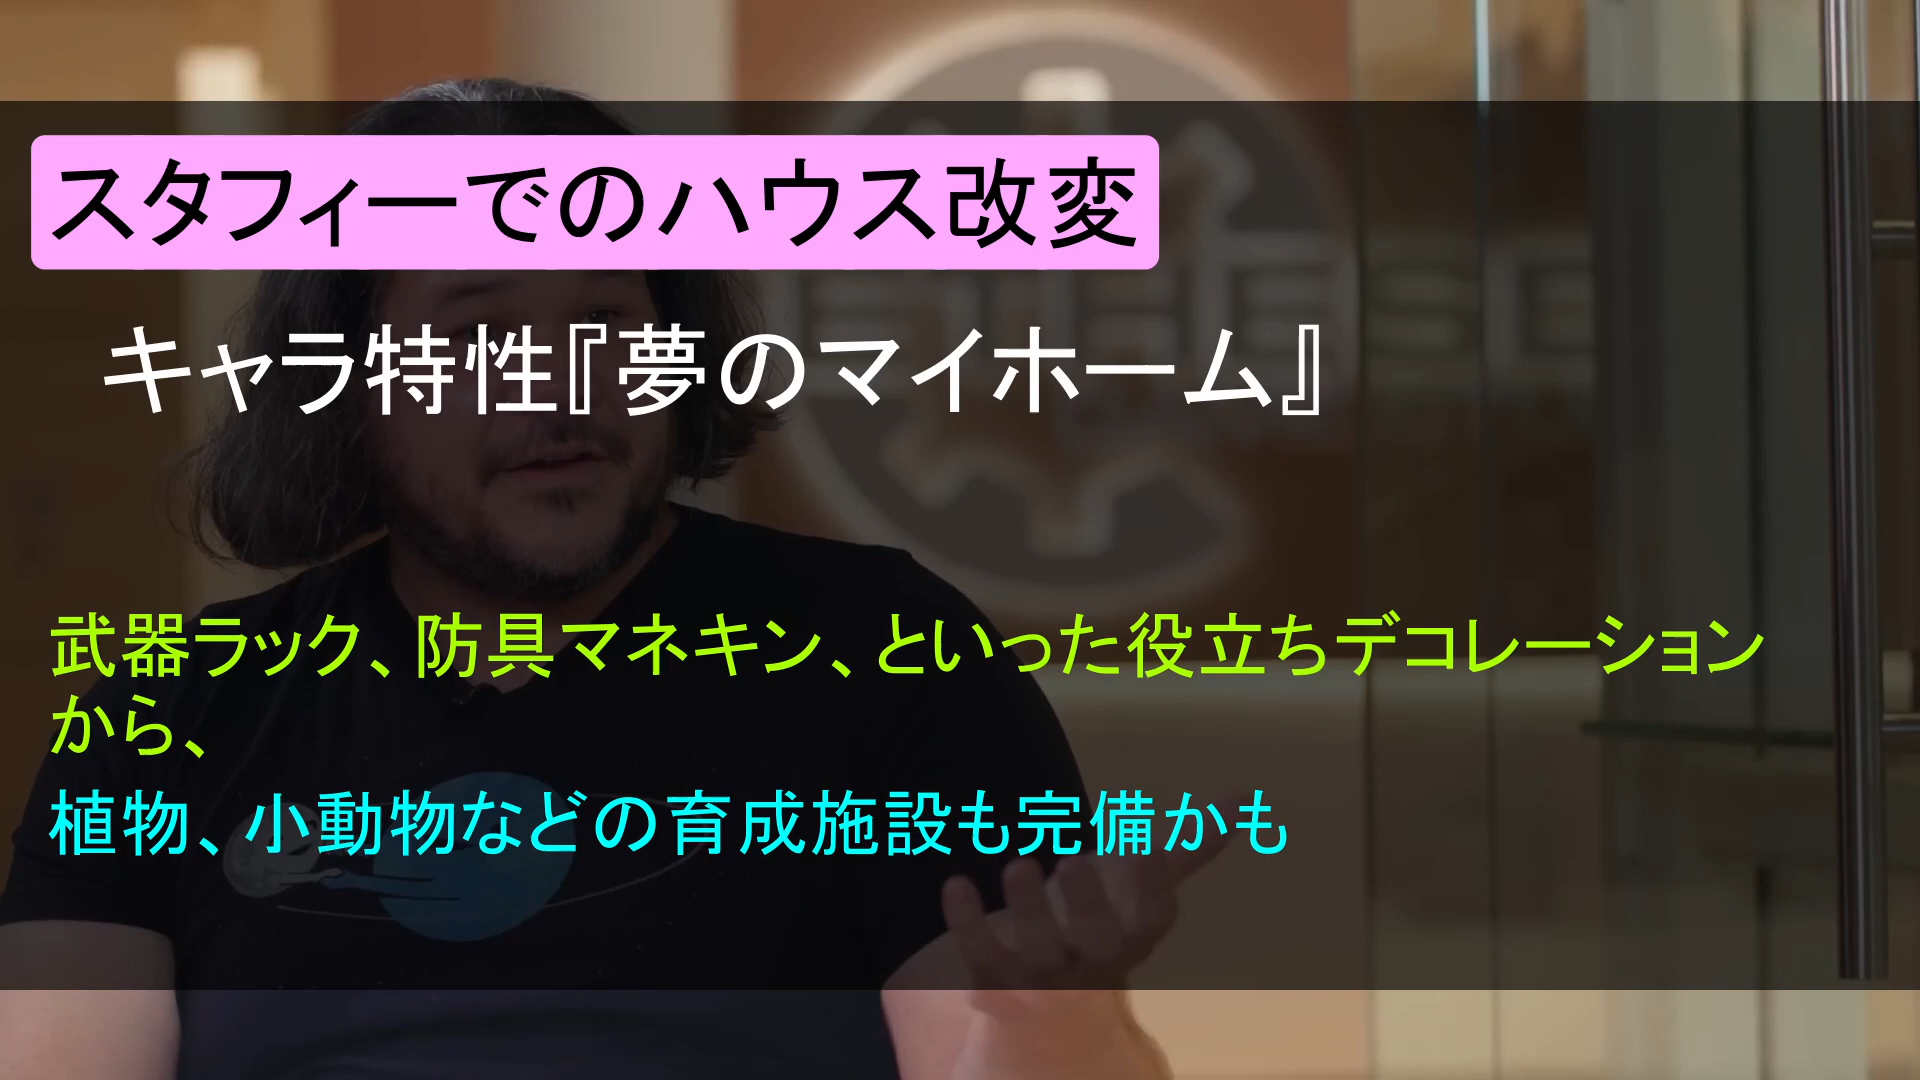 スタフィーでのハウス改変
キャラ特性『夢のマイホーム』
武器ラック、防具マネキン、といった役立ちデコレーション
から、
植物、小動物などの育成施設も完備かも